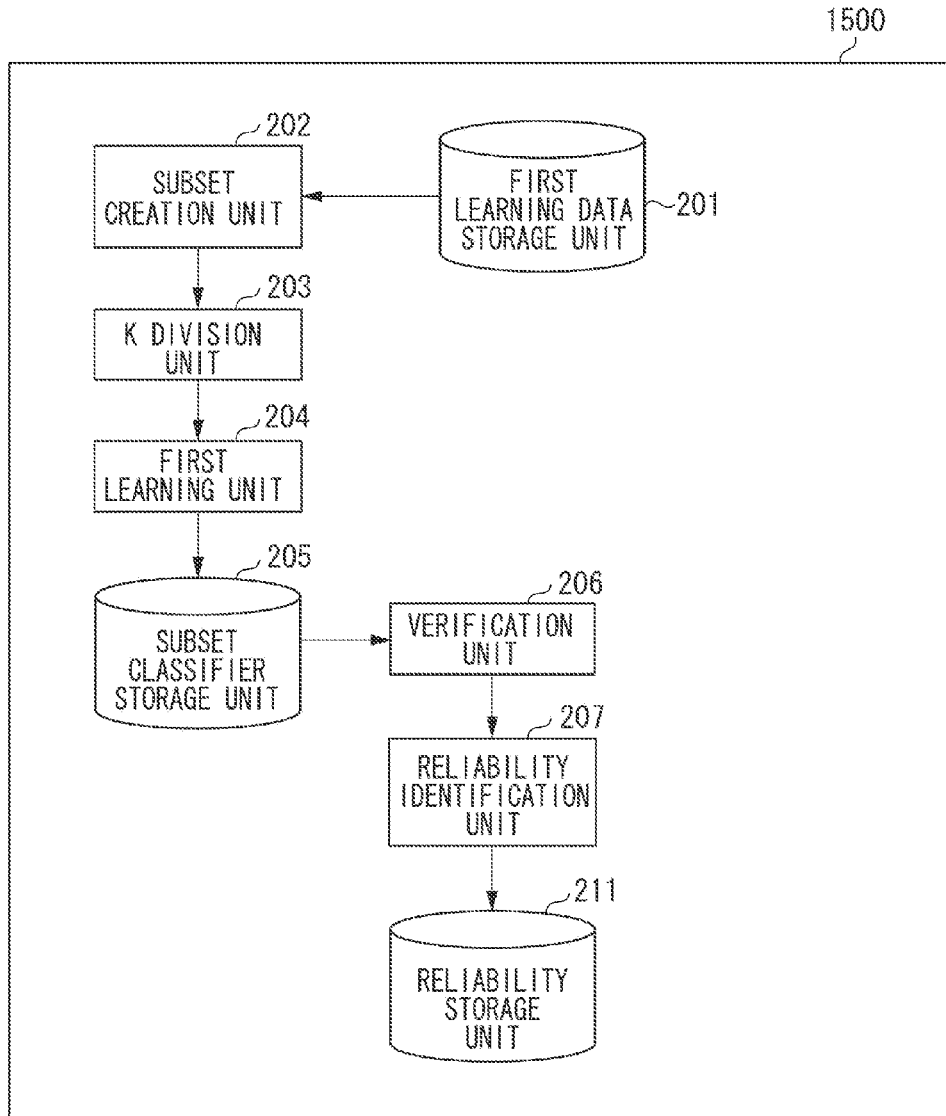 1500
202
SUBSET
CREATION UNIT
FIRST
LEARNING DATA
STORAGE UNIT
201
203
K DIVISION
UNIT
204
FIRST
LEARNING UNIT
205
SUBSET
CLASSIFIER
STORAGE UNIT
206
VERIFICATION
UNIT
207
RELIABILITY
IDENTIFICATION
UNIT
211
RELIABILITY
STORAGE
UNIT